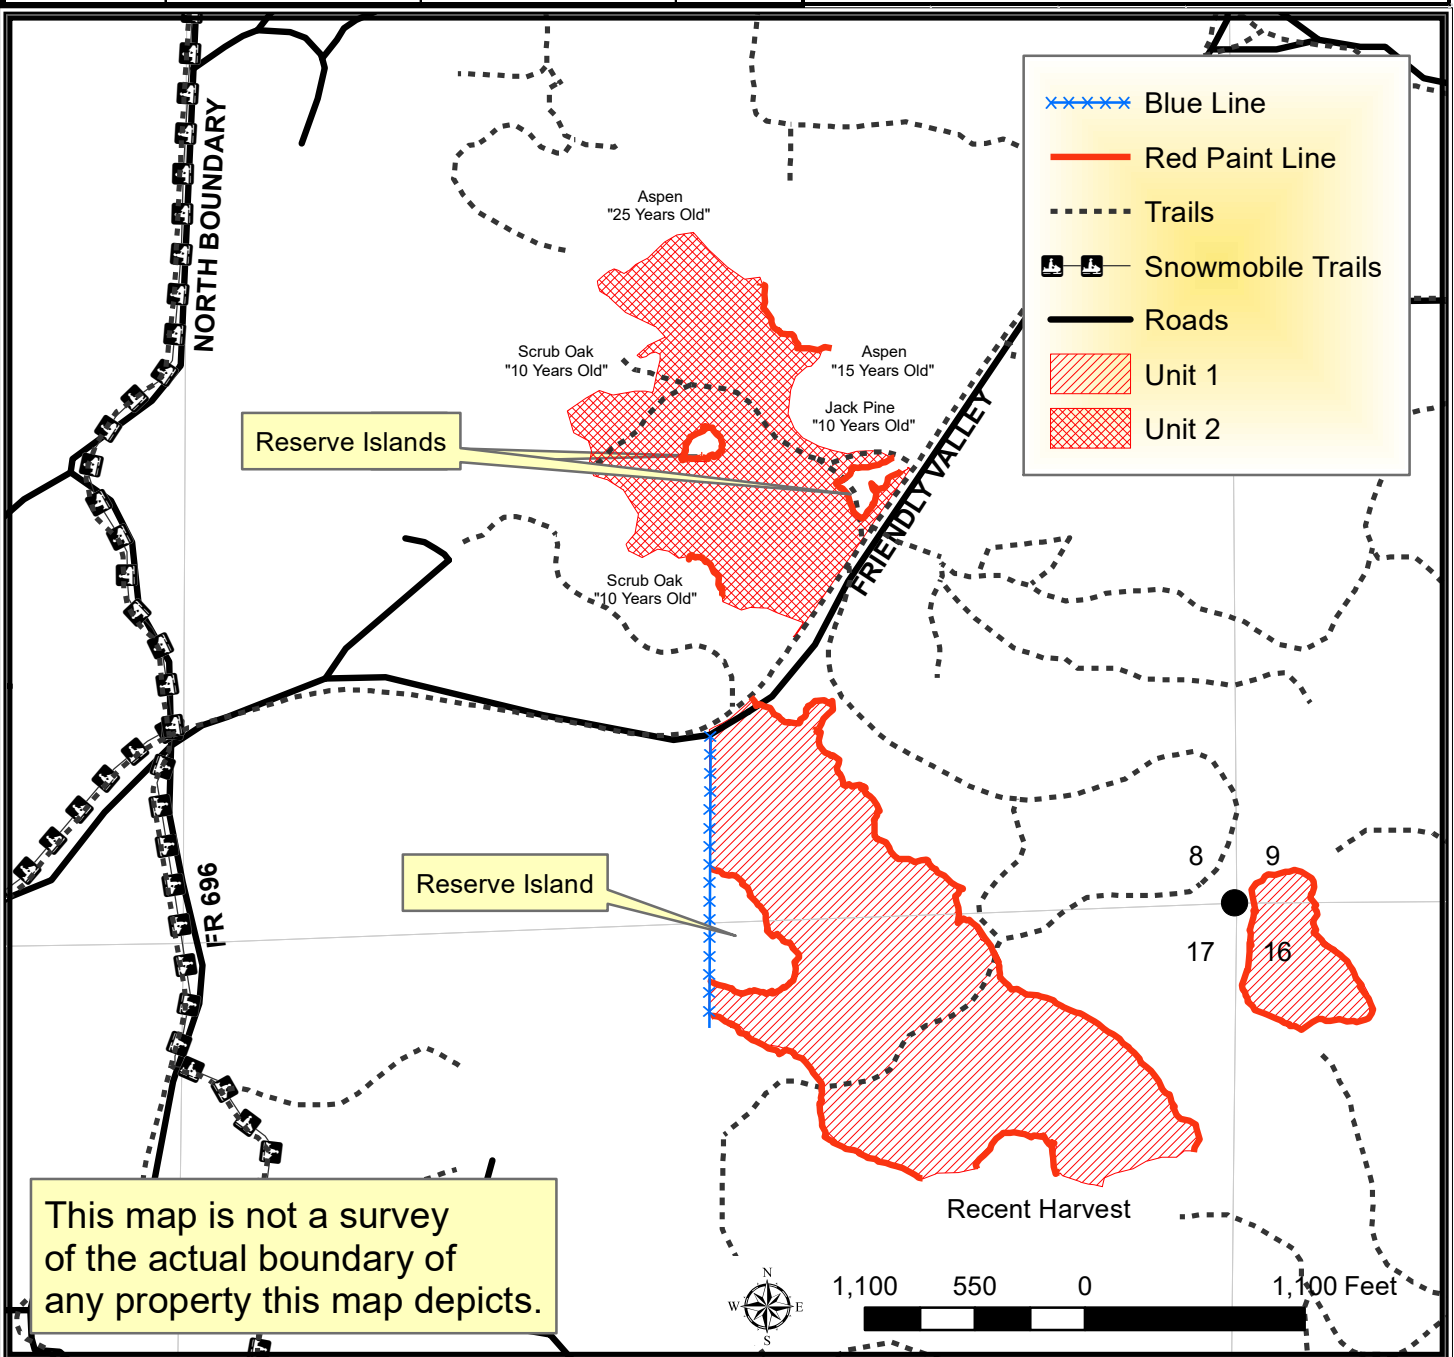 Blue Line
Red Paint Line
Trails
Snowmobile Trails
Roads
Unit 1
Unit 2
NORTH BOUNDARY
Aspen
"25 Years Old"
Scrub Oak
"10 Years Old"
Aspen
"15 Years Old"
Jack Pine
"10 Years Old"
Reserve Islands
FRIENDLY VALLEY
Scrub Oak
"10 Years Old"
Reserve Island
FR 696
8
9
17
16
Recent Harvest
This map is not a survey
of the actual boundary of
any property this map depicts.
N
W
E
S
1,100
550
0
1,100 Feet